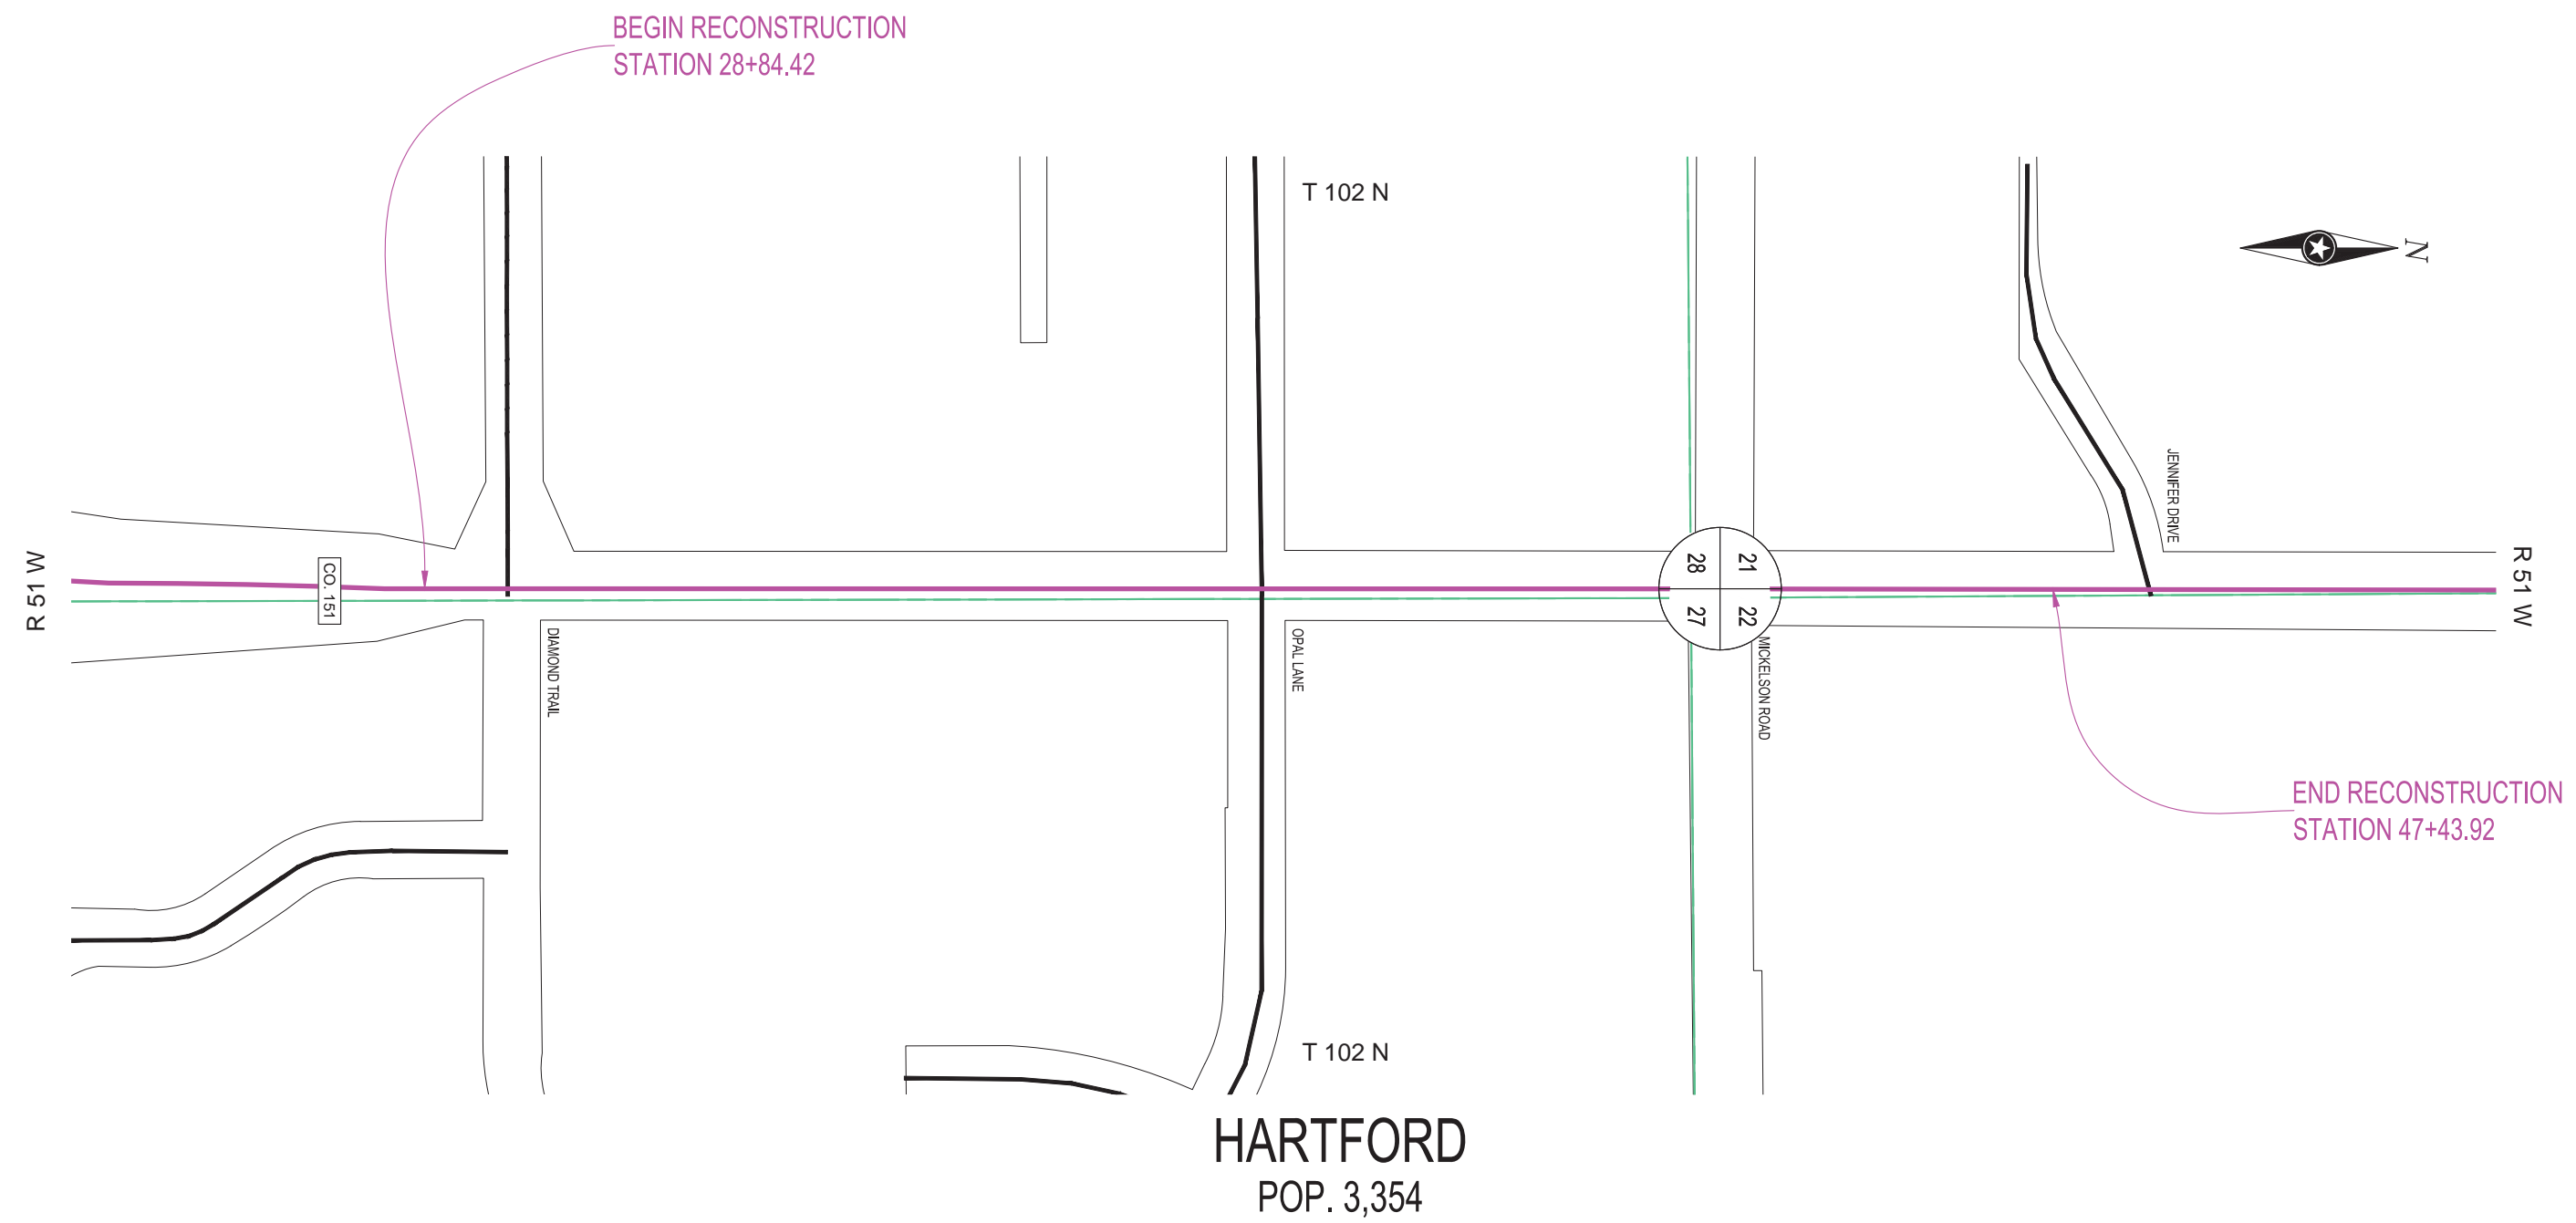 BEGIN RECONSTRUCTION
STATION 28+84.42
T 102 N
N
JENNIFER DRIVE
R 51 W
CO. 151
28
21
27
22
R 51 W
DIAMOND TRAIL
OPAL LANE
MICKELSON ROAD
END RECONSTRUCTION
STATION 47+43.92
T 102 N
HARTFORD
POP. 3,354